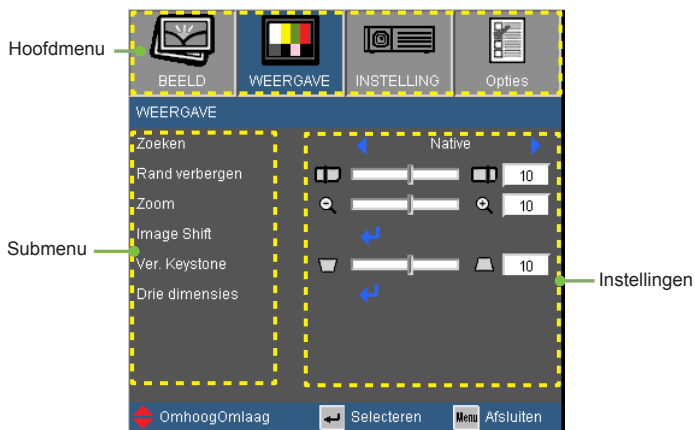 Hoofdmenu
BEELD WEERGAVE INSTELLING Opties
WEERGAVE
Zoeken Native
Rand verbergen 10
Zoom 10
Image Shift
Submenu
Ver. Keystone 10
Instellingen
Drie dimensies
OmhoogOmlaag Selecteren Menu Afsluiten